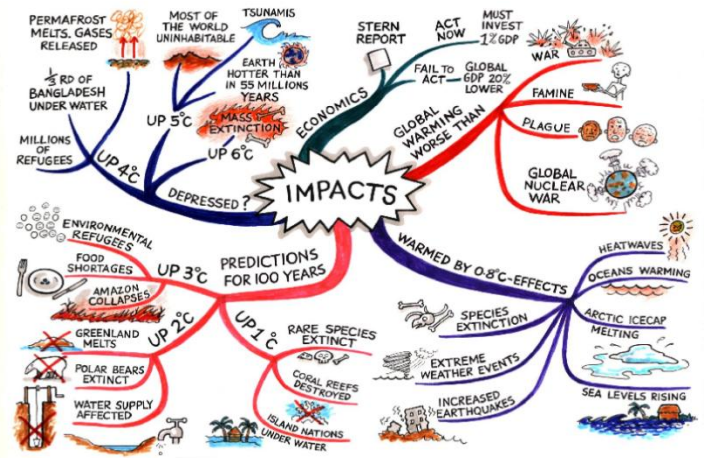 PERMAFROST
MELTS. GASES
RELEASED
MOST OF
THE WORLD
UNINHABITABLE
TSUNAMIS
EARTH
HOTTER THAN
IN 55 MILLIONS
YEARS
⅓RD OF
BANGLADESH
UNDER WATER
MILLIONS
OF
REFUGEES
UP 4°C
UP 5°C
MASS
EXTINCTION
UP 6°C
DEPRESSED?
STERN
REPORT
ECONOMICS
ACT
NOW
MUST
INVEST
1% GDP
FAIL TO
ACT
GLOBAL
GDP 20%
LOWER
GLOBAL
WARMING
WORSE THAN
WAR
FAMINE
PLAGUE
GLOBAL
NUCLEAR
WAR
IMPACTS
ENVIRONMENTAL
REFUGEES
FOOD
SHORTAGES
AMAZON
COLLAPSES
UP 3°C
PREDICTIONS
FOR 100 YEARS
GREENLAND
MELTS
POLAR BEARS
EXTINCT
WATER SUPPLY
AFFECTED
UP 2°C
UP 1°C
RARE SPECIES
EXTINCT
CORAL REEFS
DESTROYED
ISLAND NATIONS
UNDER WATER
WARMED BY 0.8°C-EFFECTS
HEATWAVES
OCEANS WARMING
ARCTIC ICECAP
MELTING
SEA LEVELS RISING
SPECIES
EXTINCTION
EXTREME
WEATHER EVENTS
INCREASED
EARTHQUAKES